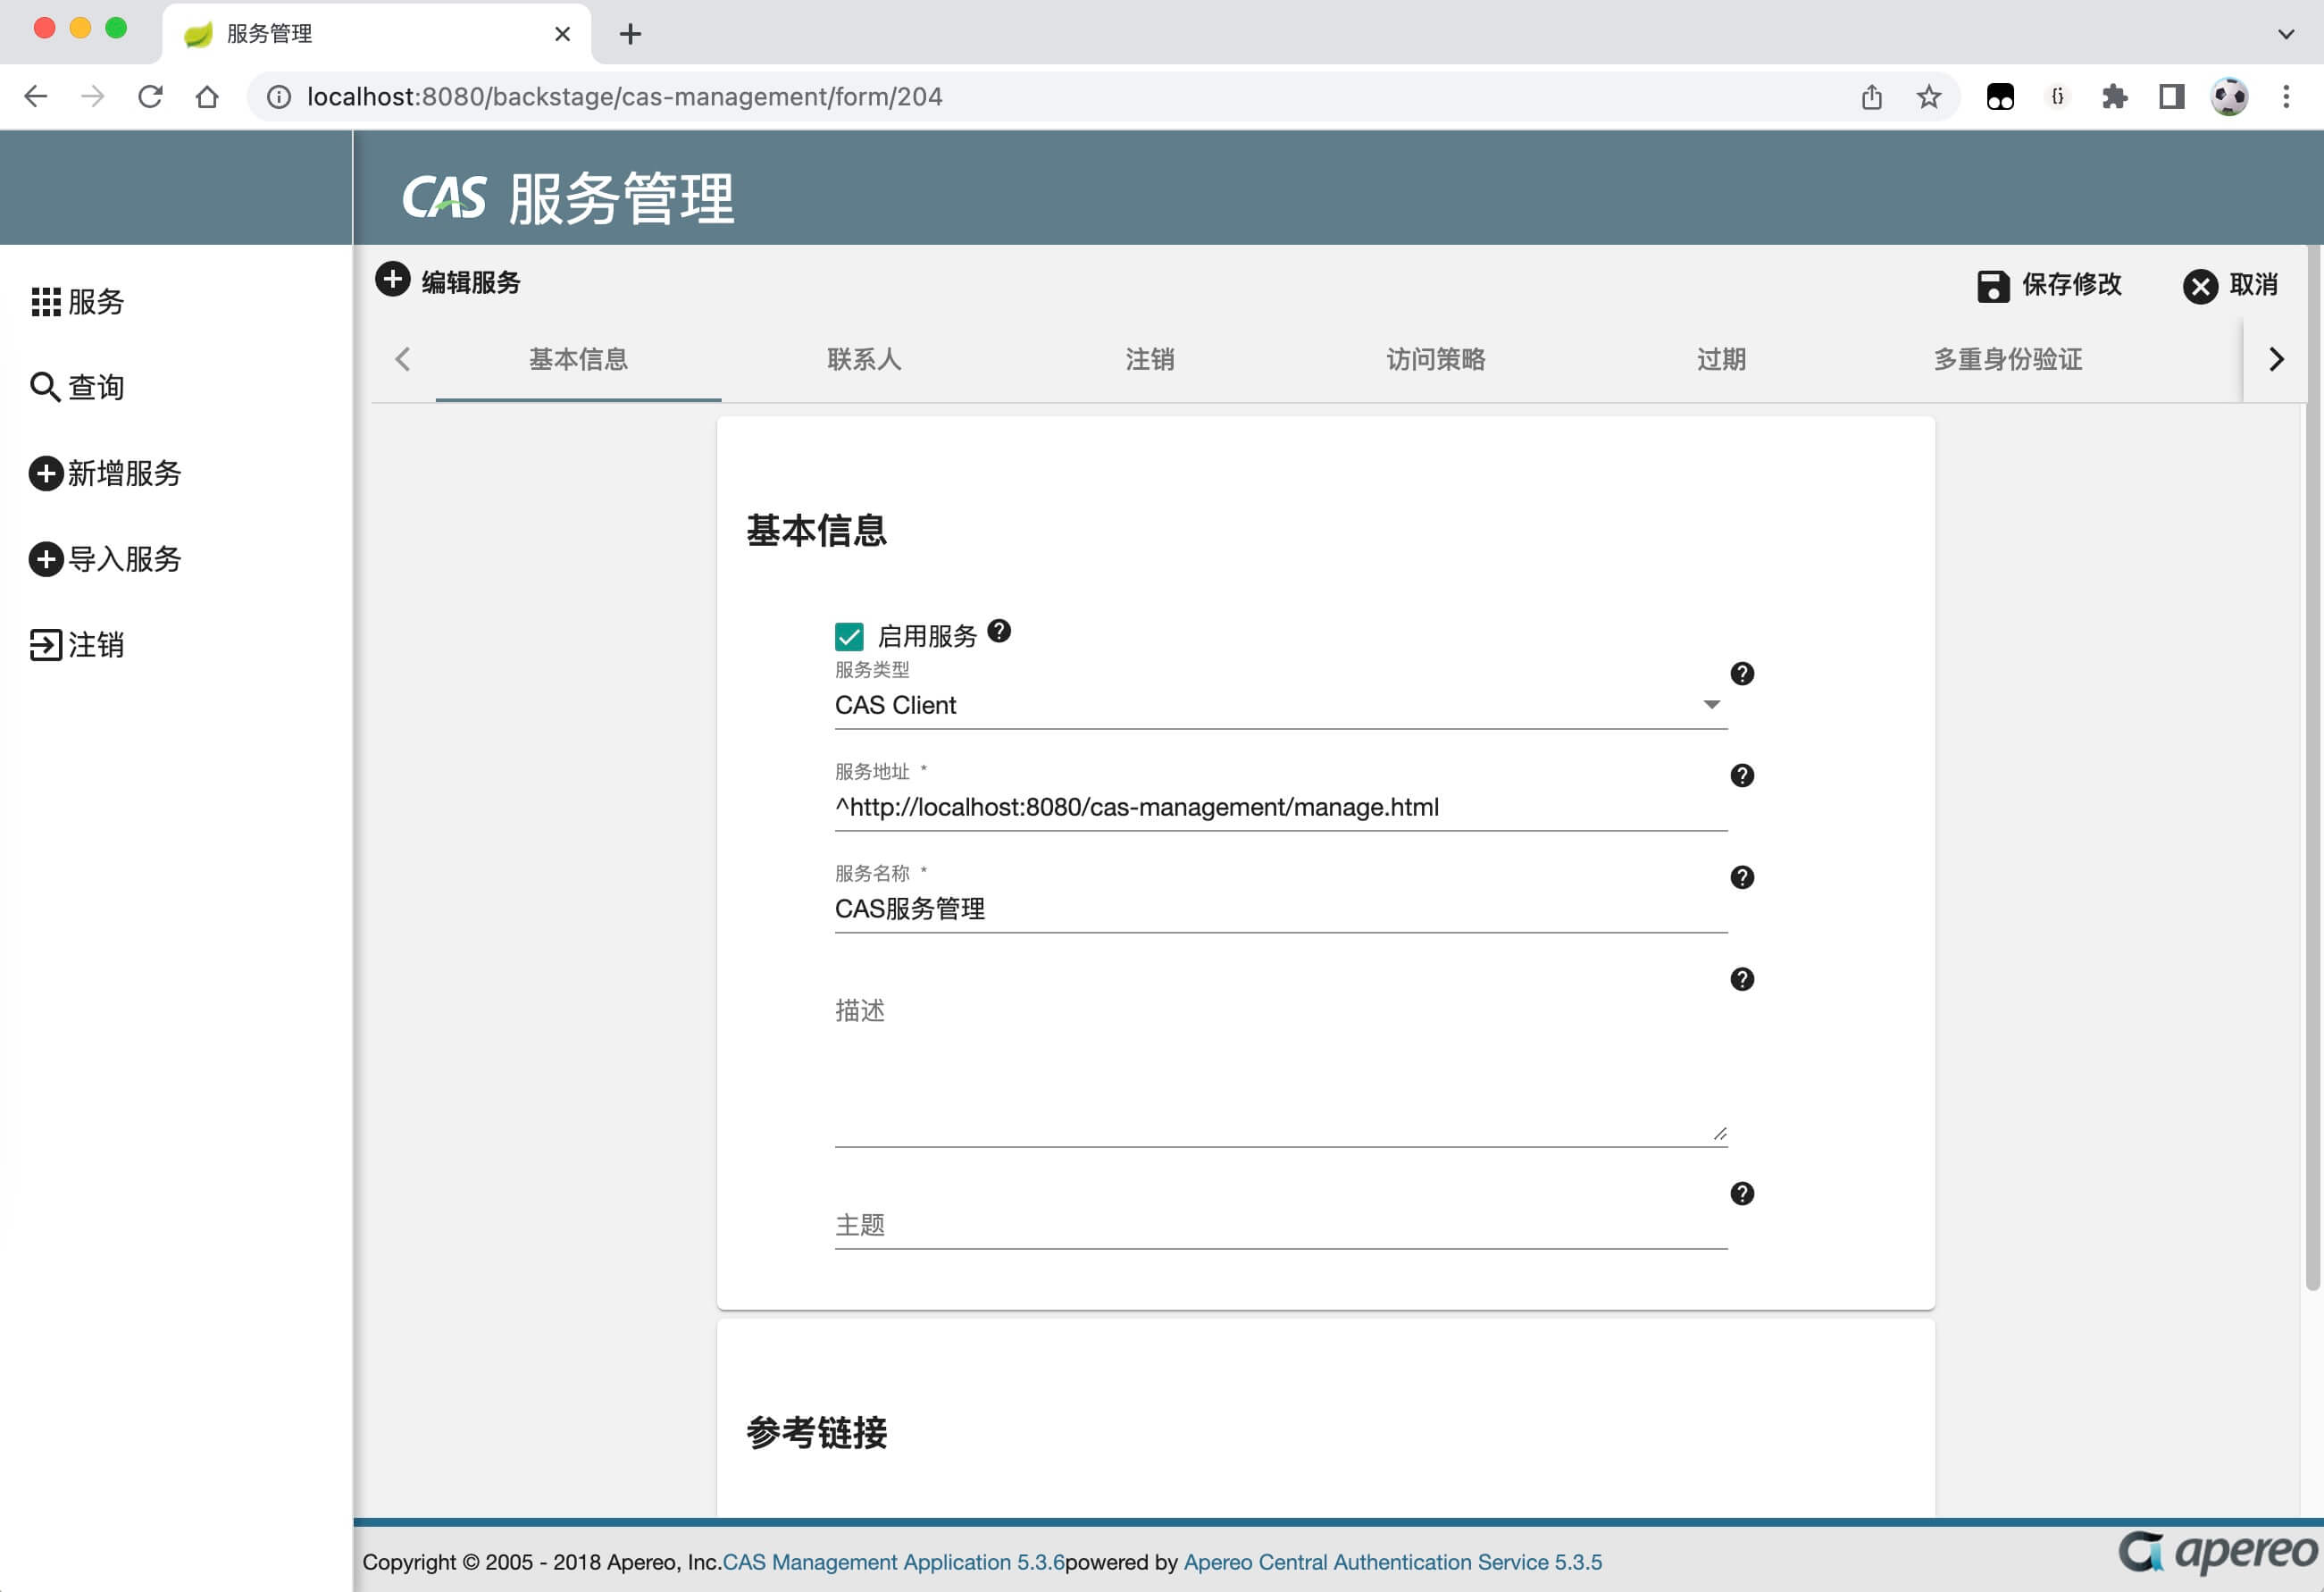 服务管理
localhost:8080/backstage/cas-management/form/204
CAS 服务管理
服务
查询
新增服务
导入服务
注销
编辑服务
保存修改
取消
基本信息
联系人
注销
访问策略
过期
多重身份验证
基本信息
启用服务
服务类型
CAS Client
服务地址 *
^http://localhost:8080/cas-management/manage.html
服务名称 *
CAS服务管理
描述
主题
参考链接
Copyright © 2005 - 2018 Apereo, Inc.CAS Management Application 5.3.6powered by Apereo Central Authentication Service 5.3.5
apereo